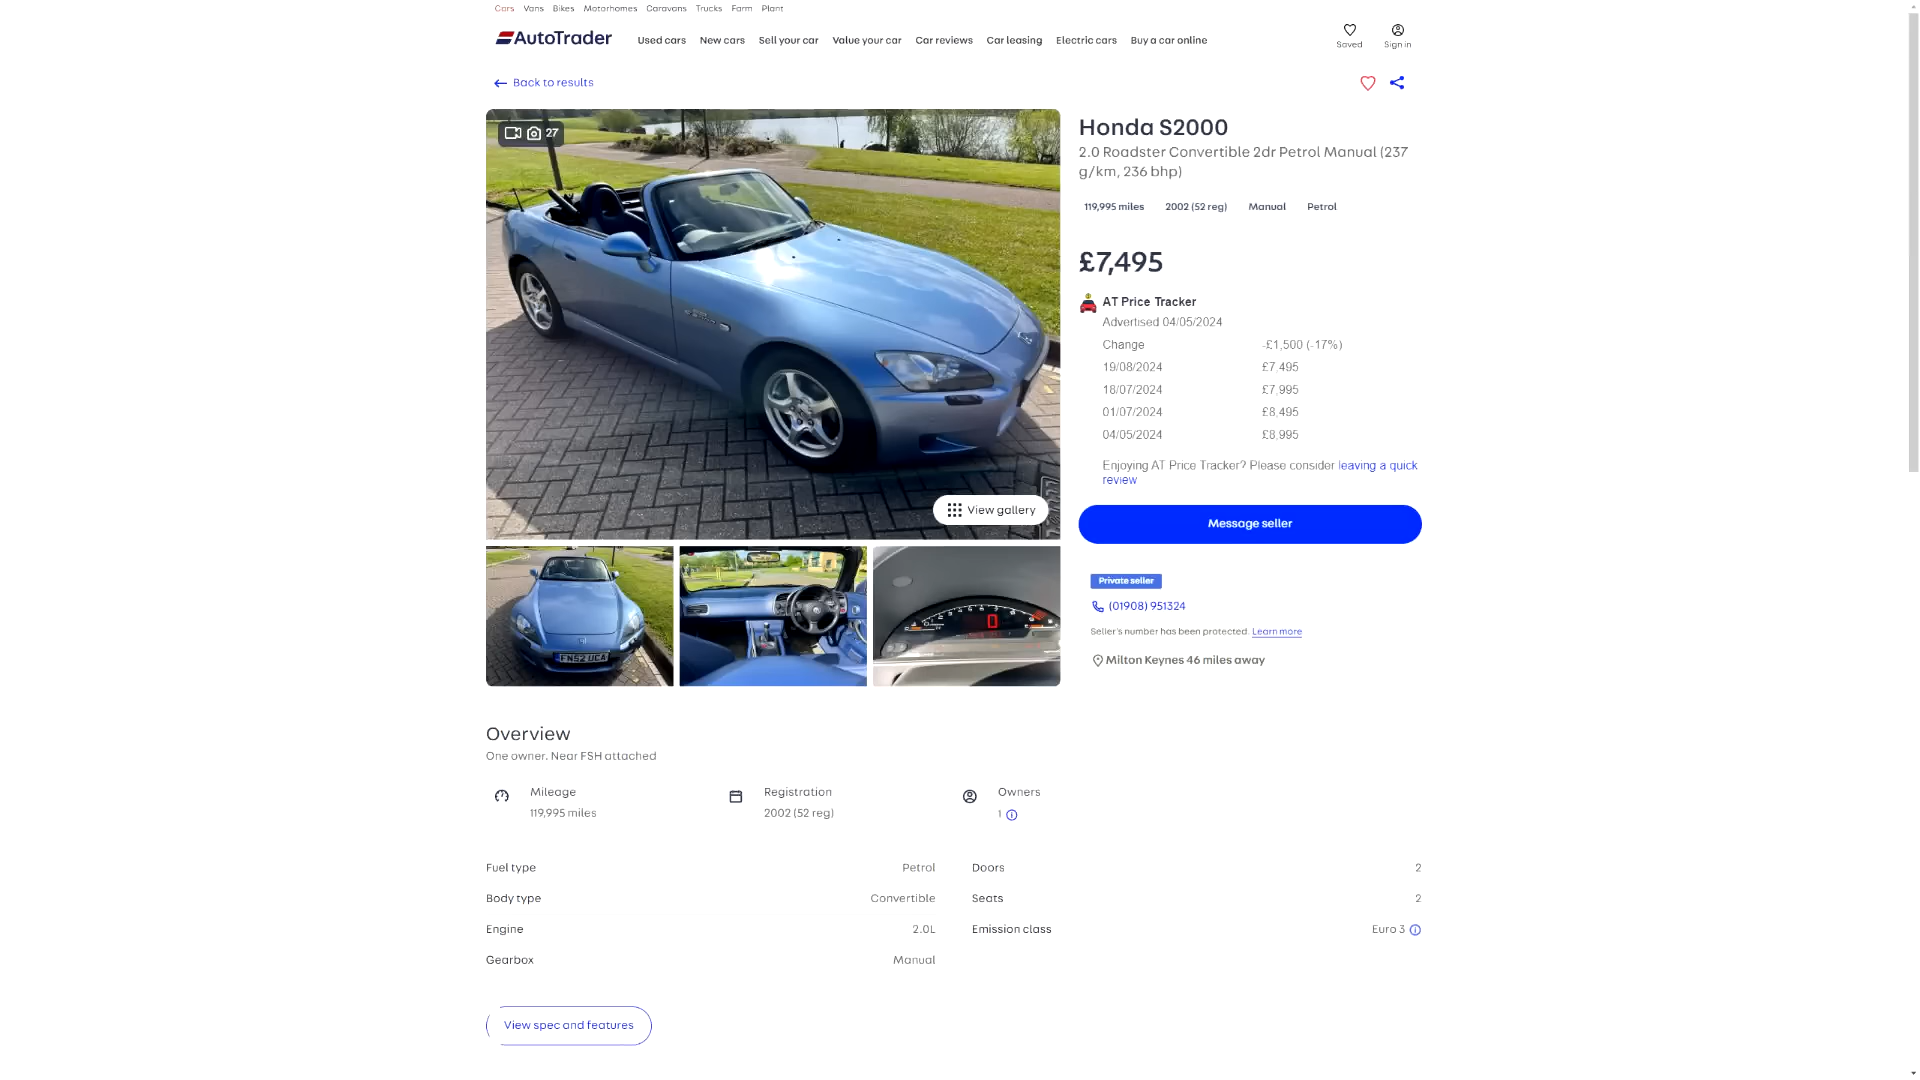 Cars Vans Bikes Motorhomes Caravans Trucks Farm Plant
AutoTrader Used cars New cars Sell your car Value your car Car reviews Car leasing Electric cars Buy a car online Saved Sign in
Back to results
27
View gallery
FN52 UCA
Honda S2000
2.0 Roadster Convertible 2dr Petrol Manual (237
g/km, 236 bhp)
119,995 miles 2002 (52 reg) Manual Petrol
£7,495
AT Price Tracker
Advertised 04/05/2024
Change -£1,500 (-17%)
19/08/2024 £7,495
18/07/2024 £7,995
01/07/2024 £8,495
04/05/2024 £8,995
Enjoying AT Price Tracker? Please consider leaving a quick
review
Message seller
Private seller
(01908) 951324
Seller's number has been protected. Learn more
Milton Keynes 46 miles away
Overview
One owner. Near FSH attached
Mileage Registration Owners
119,995 miles 2002 (52 reg) 1
Fuel type Petrol Doors 2
Body type Convertible Seats 2
Engine 2.0L Emission class Euro 3
Gearbox Manual
View spec and features